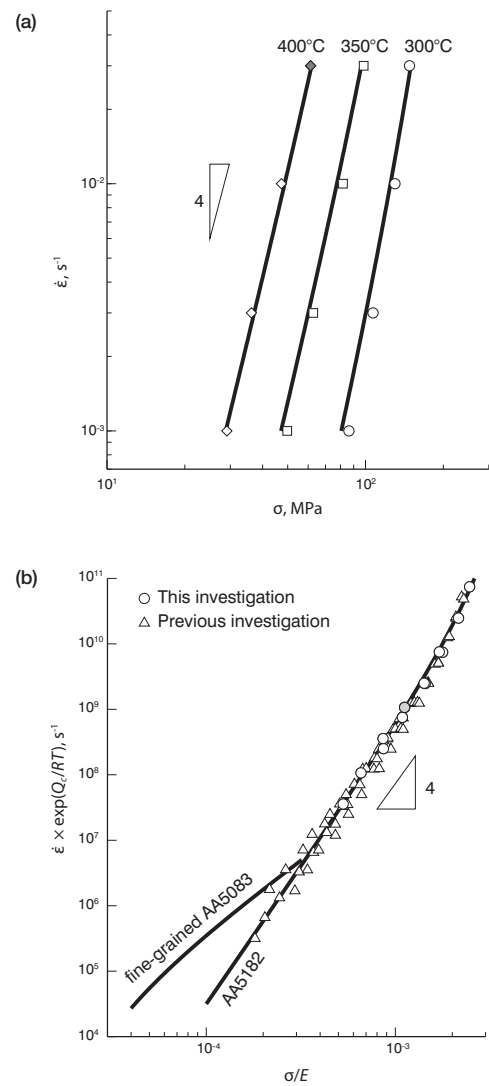 (a)
400°C 350°C 300°C
4
10⁻²
10⁻³
ε̇, s⁻¹
10¹ 10²
σ, MPa
(b)
10¹¹
10¹⁰
10⁹
10⁸
10⁷
10⁶
10⁵
10⁴
○ This investigation
△ Previous investigation
4
fine-grained AA5083
AA5182
ε̇ × exp(Q_c/RT), s⁻¹
10⁻⁴ 10⁻³
σ/E